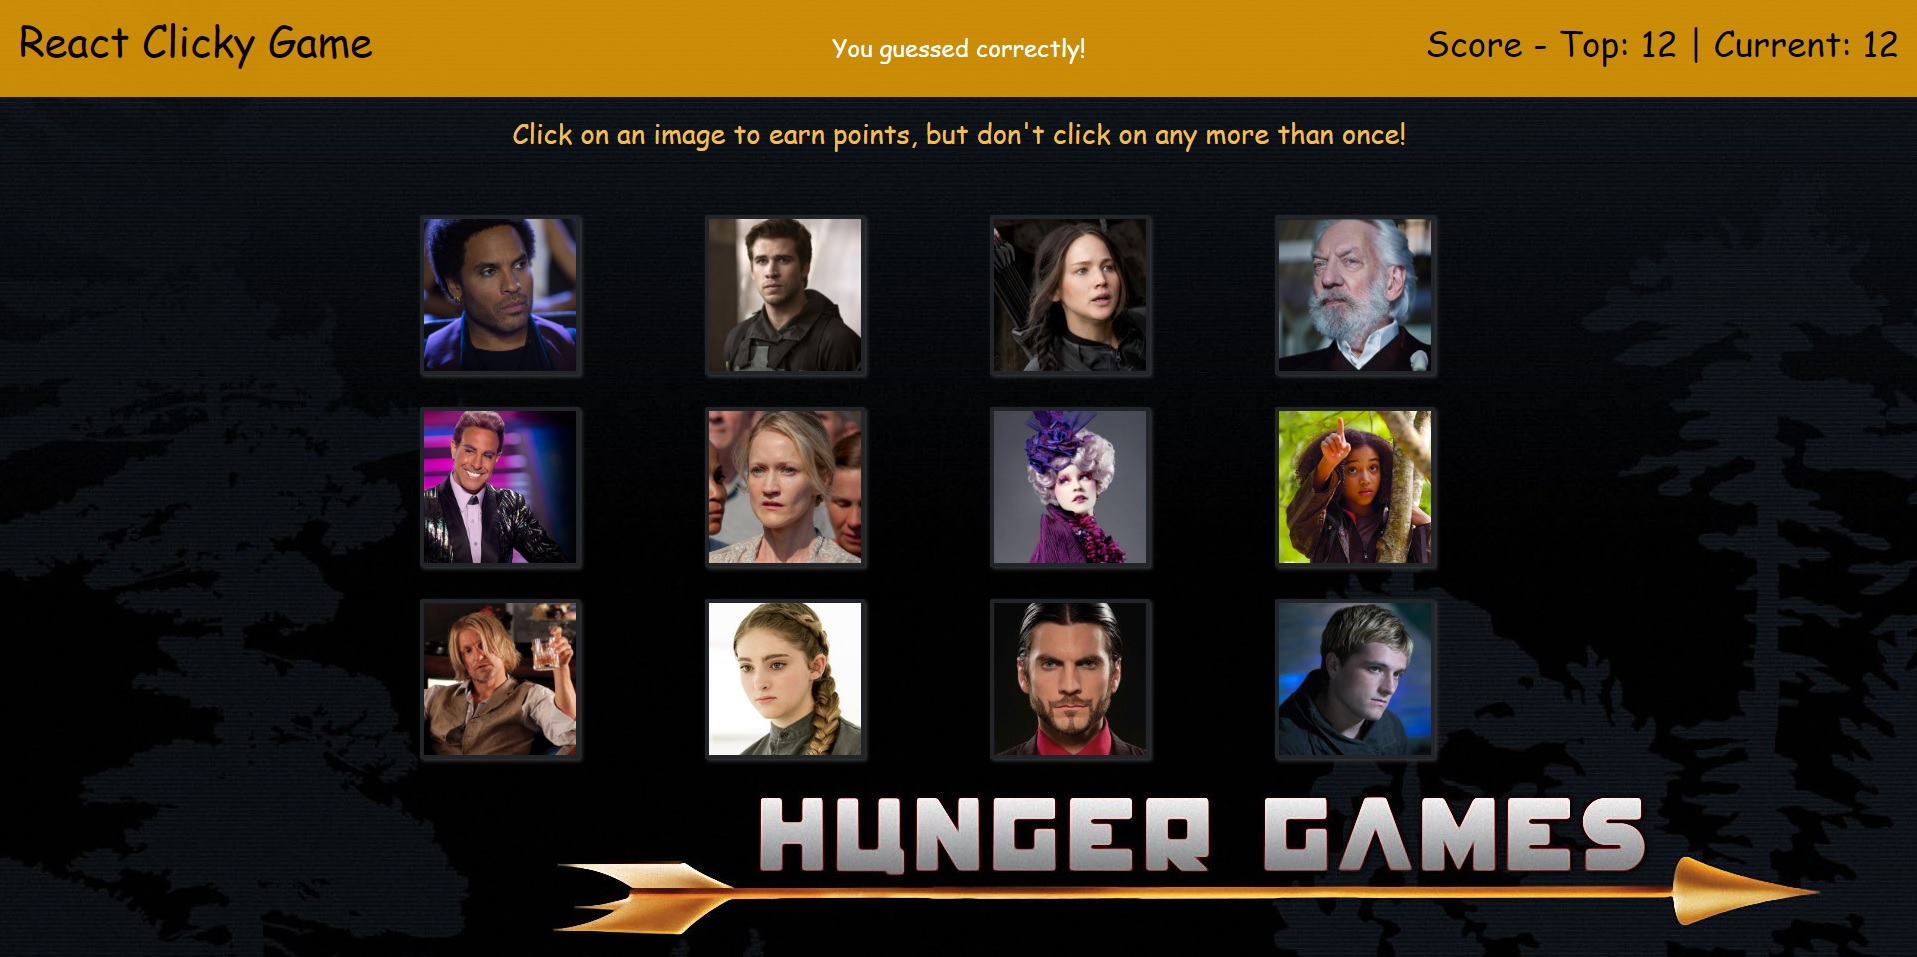 React Clicky Game
You guessed correctly!
Score - Top: 12 | Current: 12
Click on an image to earn points, but don't click on any more than once!
HUNGER GAMES